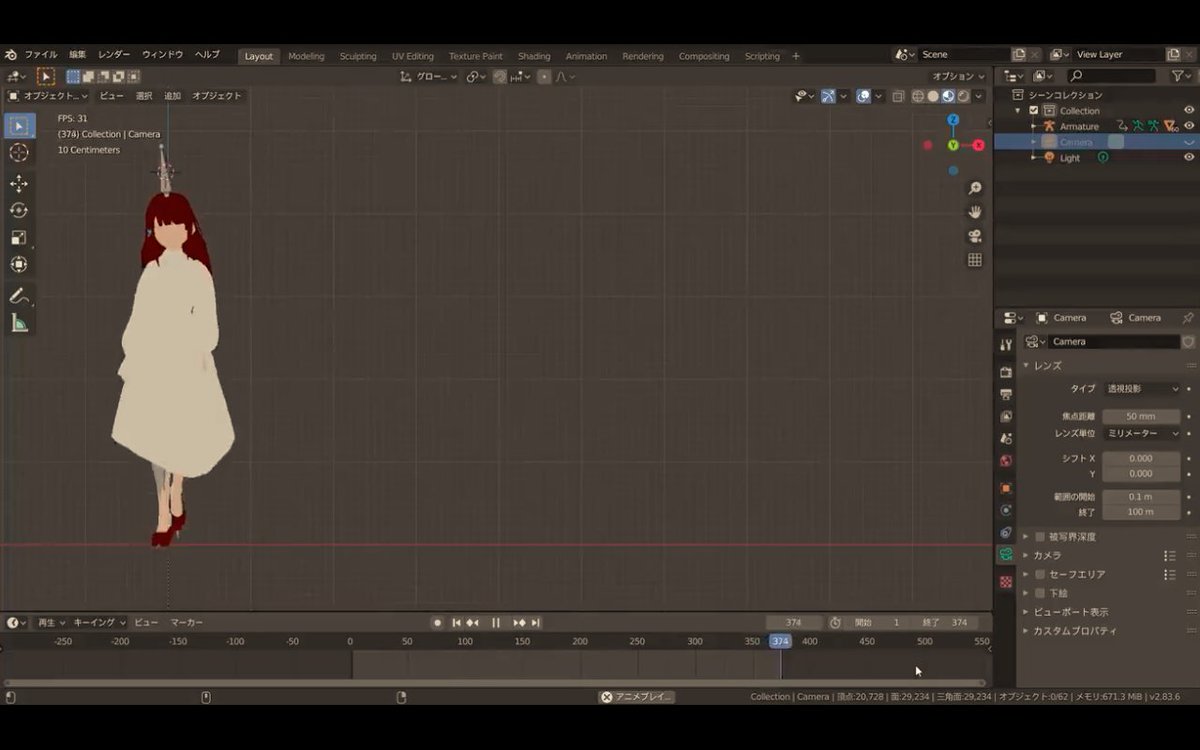 ファイル 編集 レンダー ウィンドウ ヘルプ Layout Modeling Sculpting UV Editing Texture Paint Shading Animation Rendering Compositing Scripting + Scene View Layer
グロー... オプション
オブジェクト... ビュー 選択 追加 オブジェクト
FPS: 31
(374) Collection | Camera
10 Centimeters
Z
Y
X
シーンコレクション
Collection
Armature
Camera
Light
Camera Camera
Camera
レンズ
タイプ 透視投影
焦点距離 50 mm
レンズ単位 ミリメーター
シフト X 0.000
Y 0.000
範囲の開始 0.1 m
終了 100 m
被写界深度
カメラ
セーフエリア
下絵
ビューポート表示
カスタムプロパティ
再生 キーイング ビュー マーカー 374 開始 1 終了 374
-250 -200 -150 -100 -50 0 50 100 150 200 250 300 350 374 400 450 500 550
アニメプレイ... Collection | Camera | 頂点:20,728 | 面:29,234 | 三角面:29,234 | オブジェクト:0/62 | メモリ:671.3 MiB | v2.83.6